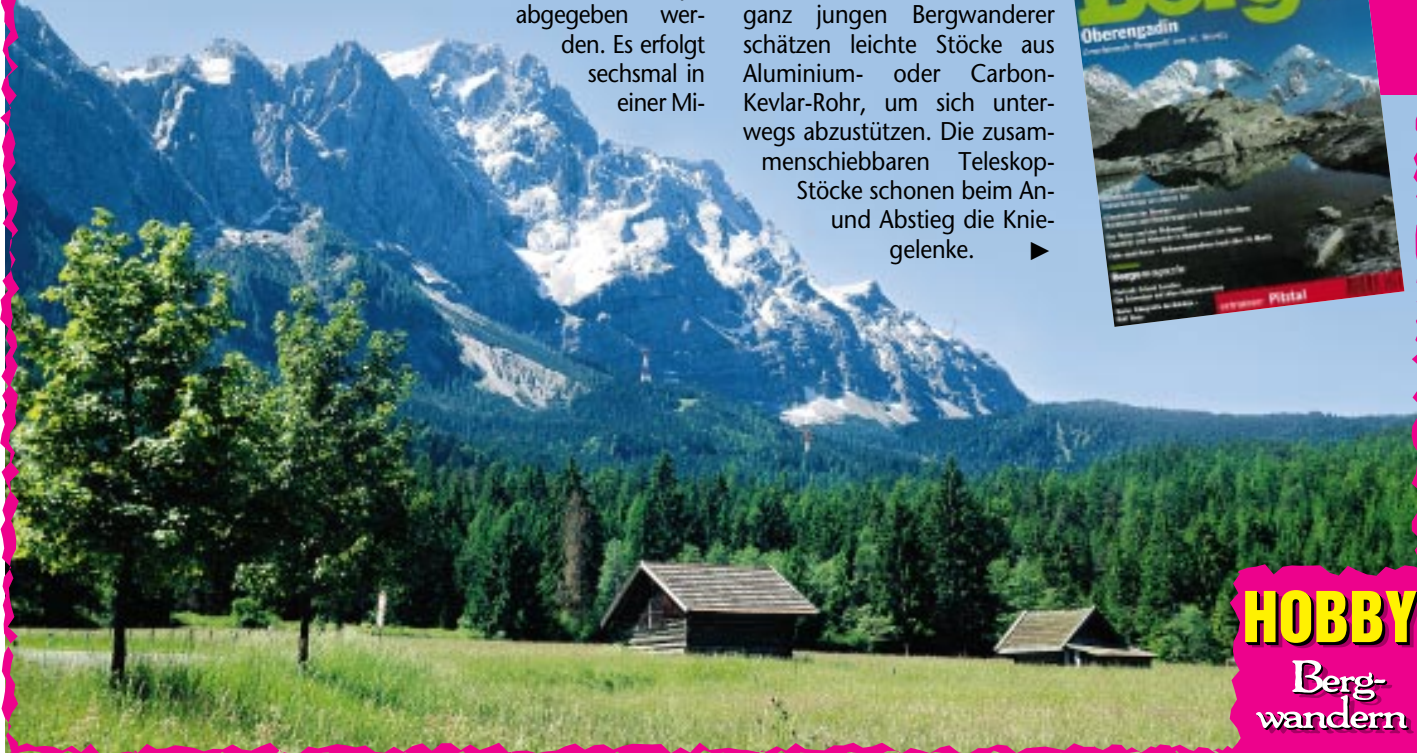 abgegeben wer-
den. Es erfolgt
sechsmal in
einer Mi-
ganz jungen Bergwanderer
schätzen leichte Stöcke aus
Aluminium- oder Carbon-
Kevlar-Rohr, um sich unter-
wegs abzustützen. Die zusam-
menschiebbaren Teleskop-
Stöcke schonen beim An-
und Abstieg die Knie-
gelenke. ►
Berg
Oberengadin
Pitztal
HOBBY
Berg-
wandern